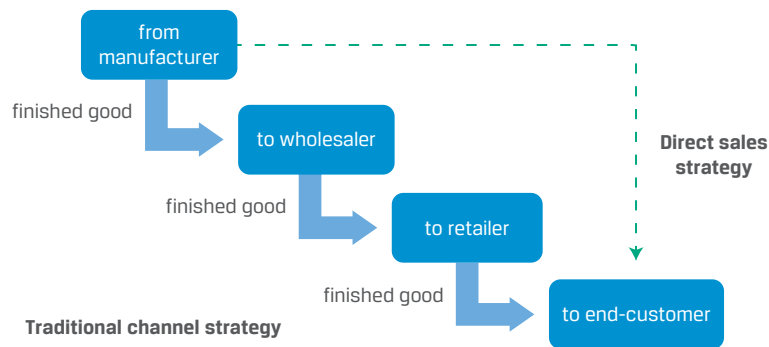 from
manufacturer
finished good
to wholesaler
Direct sales
strategy
finished good
to retailer
finished good
to end-customer
Traditional channel strategy